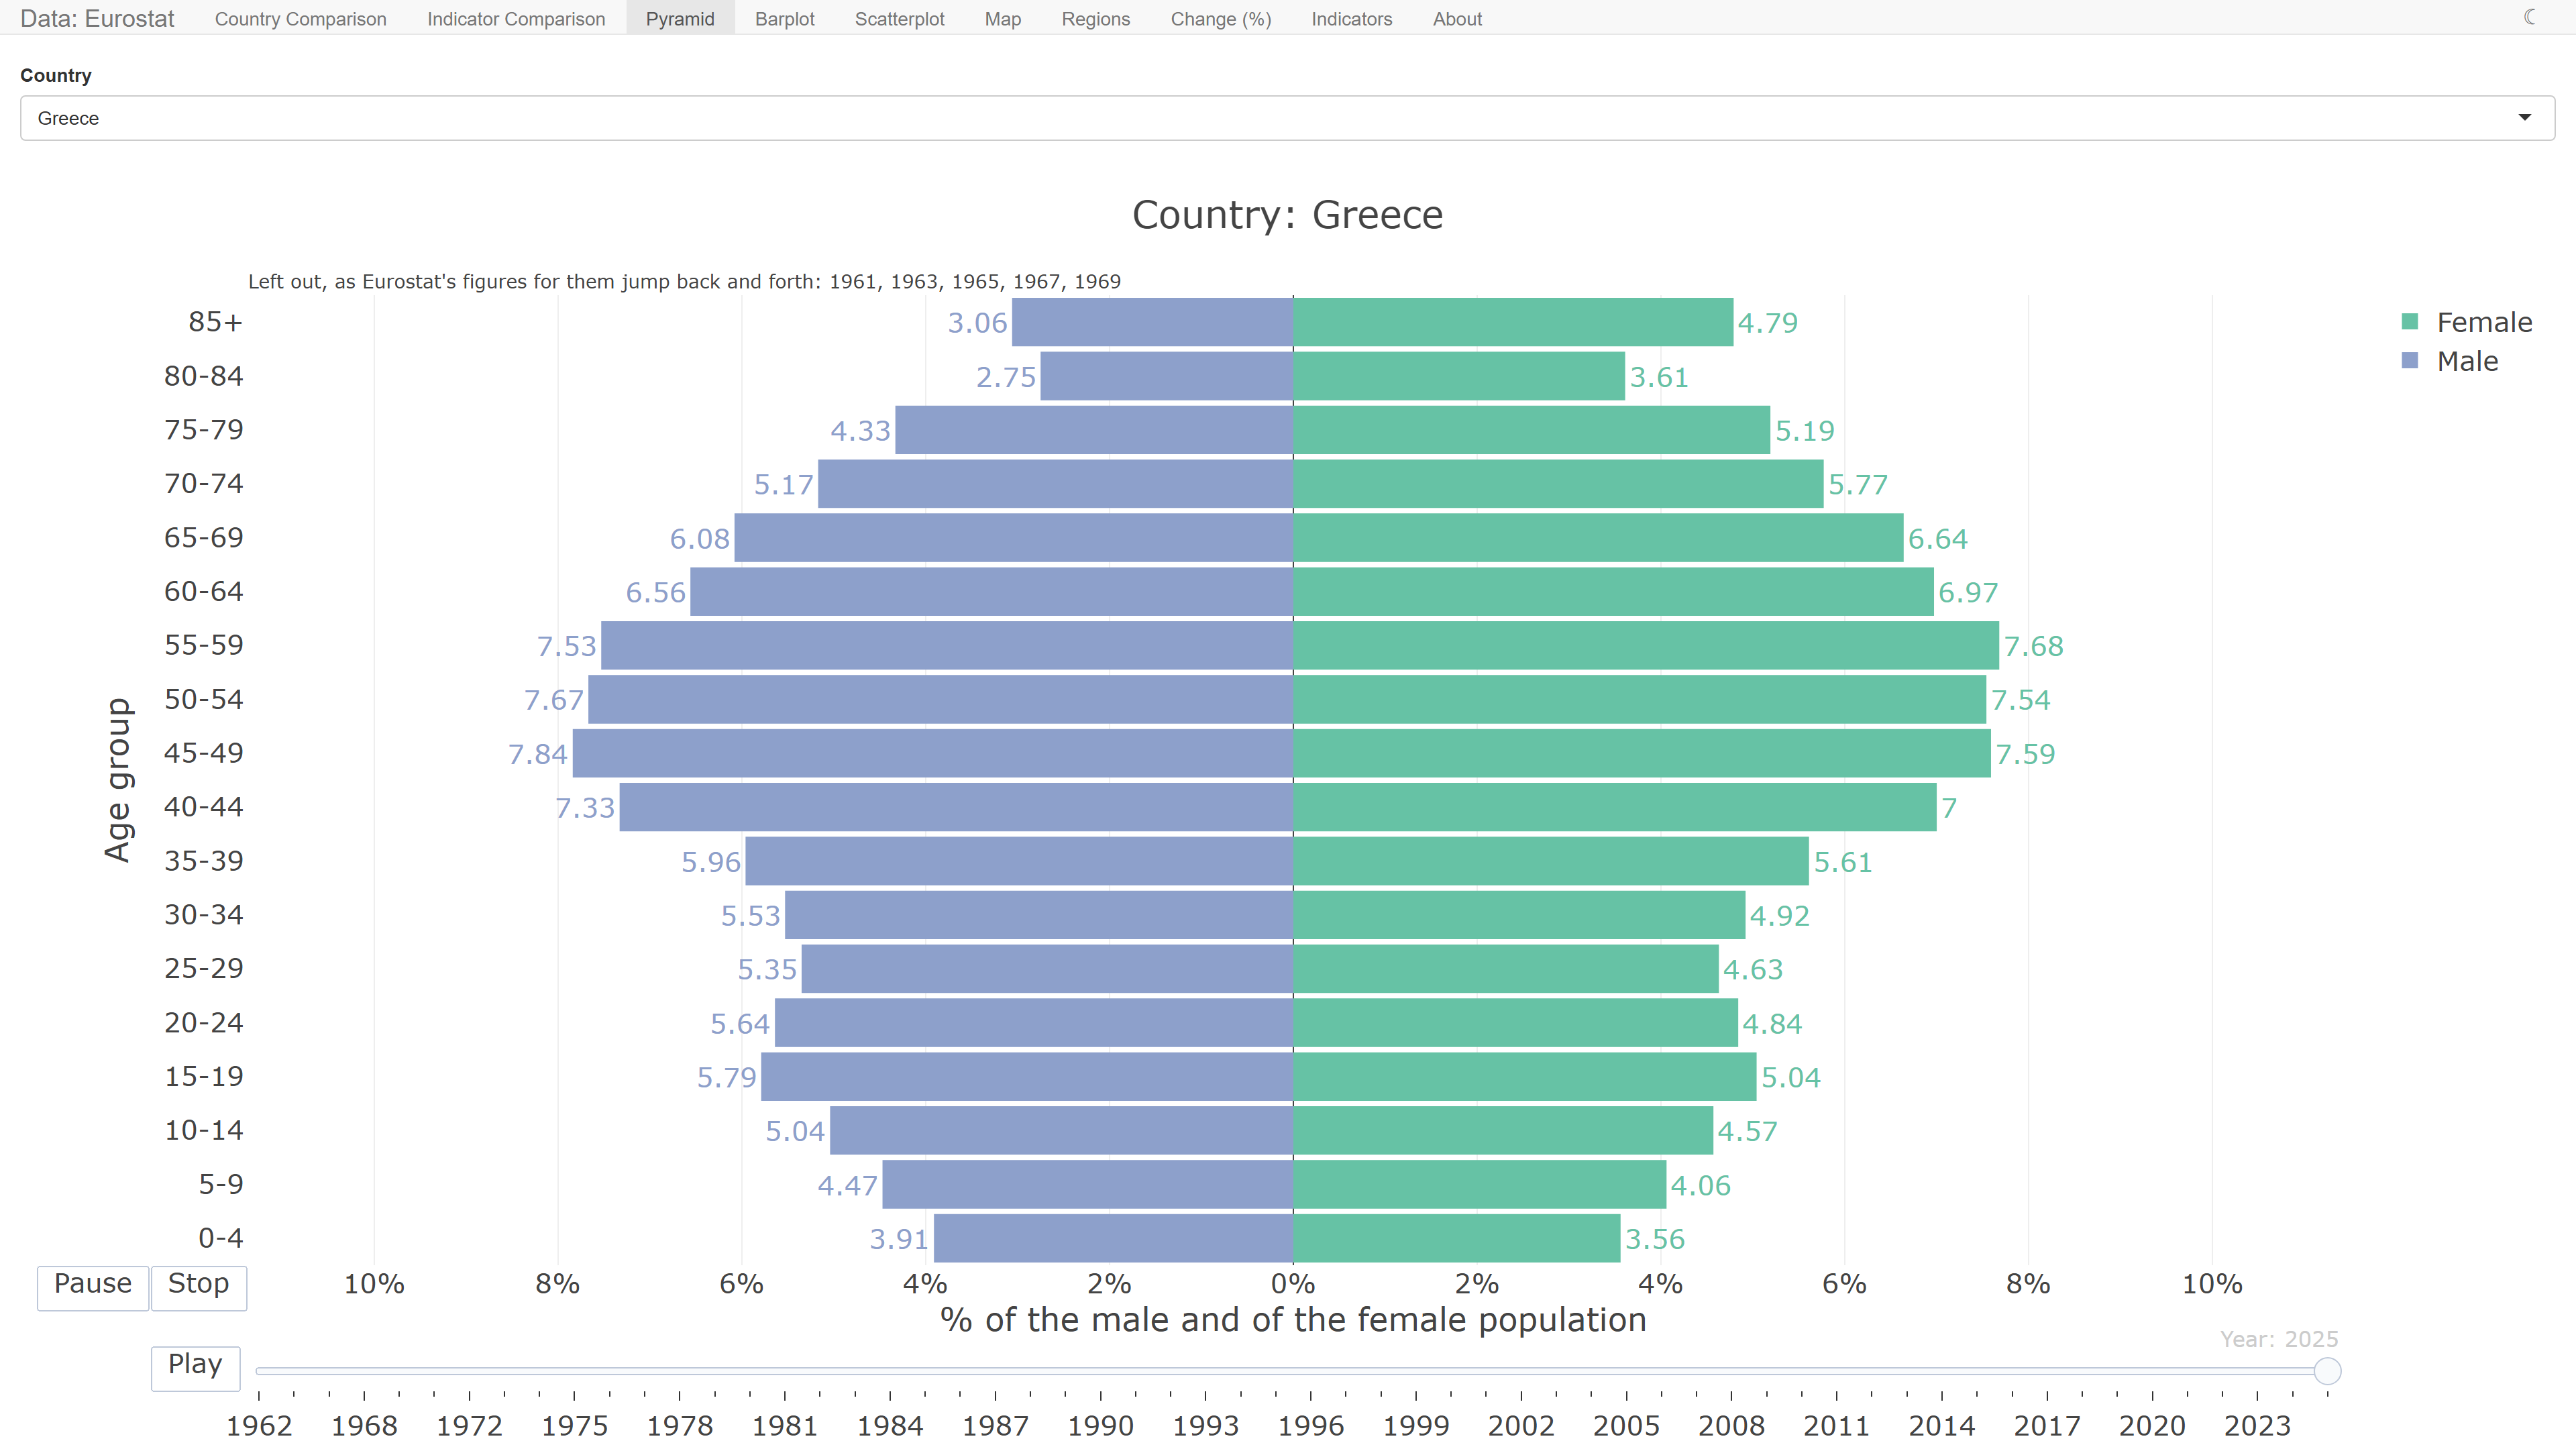 Data: Eurostat Country Comparison Indicator Comparison Pyramid Barplot Scatterplot Map Regions Change (%) Indicators About
Country
Greece
Country: Greece
Left out, as Eurostat's figures for them jump back and forth: 1961, 1963, 1965, 1967, 1969
85+ 3.06 4.79 Female
80-84 2.75 3.61 Male
75-79 4.33 5.19
70-74 5.17 5.77
65-69 6.08 6.64
60-64 6.56 6.97
55-59 7.53 7.68
50-54 7.67 7.54
45-49 7.84 7.59
40-44 7.33 7
35-39 5.96 5.61
30-34 5.53 4.92
25-29 5.35 4.63
20-24 5.64 4.84
15-19 5.79 5.04
10-14 5.04 4.57
5-9 4.47 4.06
0-4 3.91 3.56
Age group
Pause Stop 10% 8% 6% 4% 2% 0% 2% 4% 6% 8% 10%
% of the male and of the female population
Year: 2025
Play
1962 1968 1972 1975 1978 1981 1984 1987 1990 1993 1996 1999 2002 2005 2008 2011 2014 2017 2020 2023